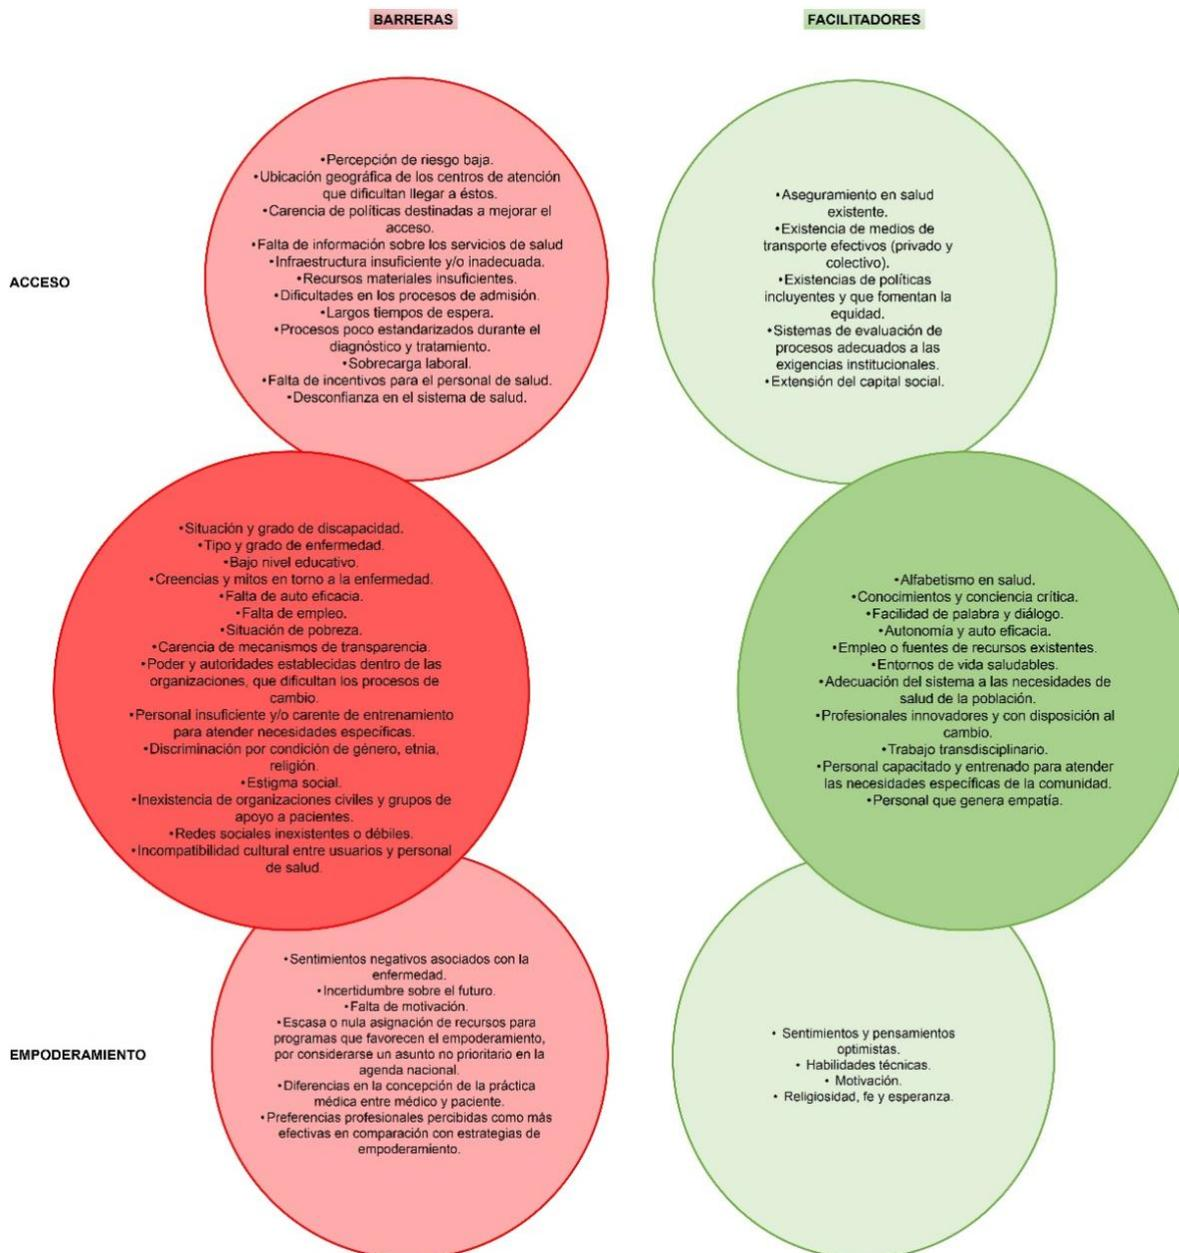 BARRERAS
FACILITADORES
ACCESO
•Percepción de riesgo baja.
•Ubicación geográfica de los centros de atención
que dificultan llegar a éstos.
•Carencia de políticas destinadas a mejorar el
acceso.
•Falta de información sobre los servicios de salud
•Infraestructura insuficiente y/o inadecuada.
•Recursos materiales insuficientes.
•Dificultades en los procesos de admisión.
•Largos tiempos de espera.
•Procesos poco estandarizados durante el
diagnóstico y tratamiento.
•Sobrecarga laboral.
•Falta de incentivos para el personal de salud.
•Desconfianza en el sistema de salud.
•Aseguramiento en salud
existente.
•Existencia de medios de
transporte efectivos (privado y
colectivo).
•Existencias de políticas
incluyentes y que fomentan la
equidad.
•Sistemas de evaluación de
procesos adecuados a las
exigencias institucionales.
•Extensión del capital social.
•Situación y grado de discapacidad.
•Tipo y grado de enfermedad.
•Bajo nivel educativo.
•Creencias y mitos en torno a la enfermedad.
•Falta de auto eficacia.
•Falta de empleo.
•Situación de pobreza.
•Carencia de mecanismos de transparencia.
•Poder y autoridades establecidas dentro de las
organizaciones, que dificultan los procesos de
cambio.
•Personal insuficiente y/o carente de entrenamiento
para atender necesidades específicas.
•Discriminación por condición de género, etnia,
religión.
•Estigma social.
•Inexistencia de organizaciones civiles y grupos de
apoyo a pacientes.
•Redes sociales inexistentes o débiles.
•Incompatibilidad cultural entre usuarios y personal
de salud.
•Alfabetismo en salud.
•Conocimientos y conciencia crítica.
•Facilidad de palabra y diálogo.
•Autonomía y auto eficacia.
•Empleo o fuentes de recursos existentes.
•Entornos de vida saludables.
•Adecuación del sistema a las necesidades de
salud de la población.
•Profesionales innovadores y con disposición al
cambio.
•Trabajo transdisciplinario.
•Personal capacitado y entrenado para atender
las necesidades específicas de la comunidad.
•Personal que genera empatía.
EMPODERAMIENTO
•Sentimientos negativos asociados con la
enfermedad.
•Incertidumbre sobre el futuro.
•Falta de motivación.
•Escasa o nula asignación de recursos para
programas que favorecen el empoderamiento,
por considerarse un asunto no prioritario en la
agenda nacional.
•Diferencias en la concepción de la práctica
médica entre médico y paciente.
•Preferencias profesionales percibidas como más
efectivas en comparación con estrategias de
empoderamiento.
• Sentimientos y pensamientos
optimistas.
• Habilidades técnicas.
• Motivación.
• Religiosidad, fe y esperanza.